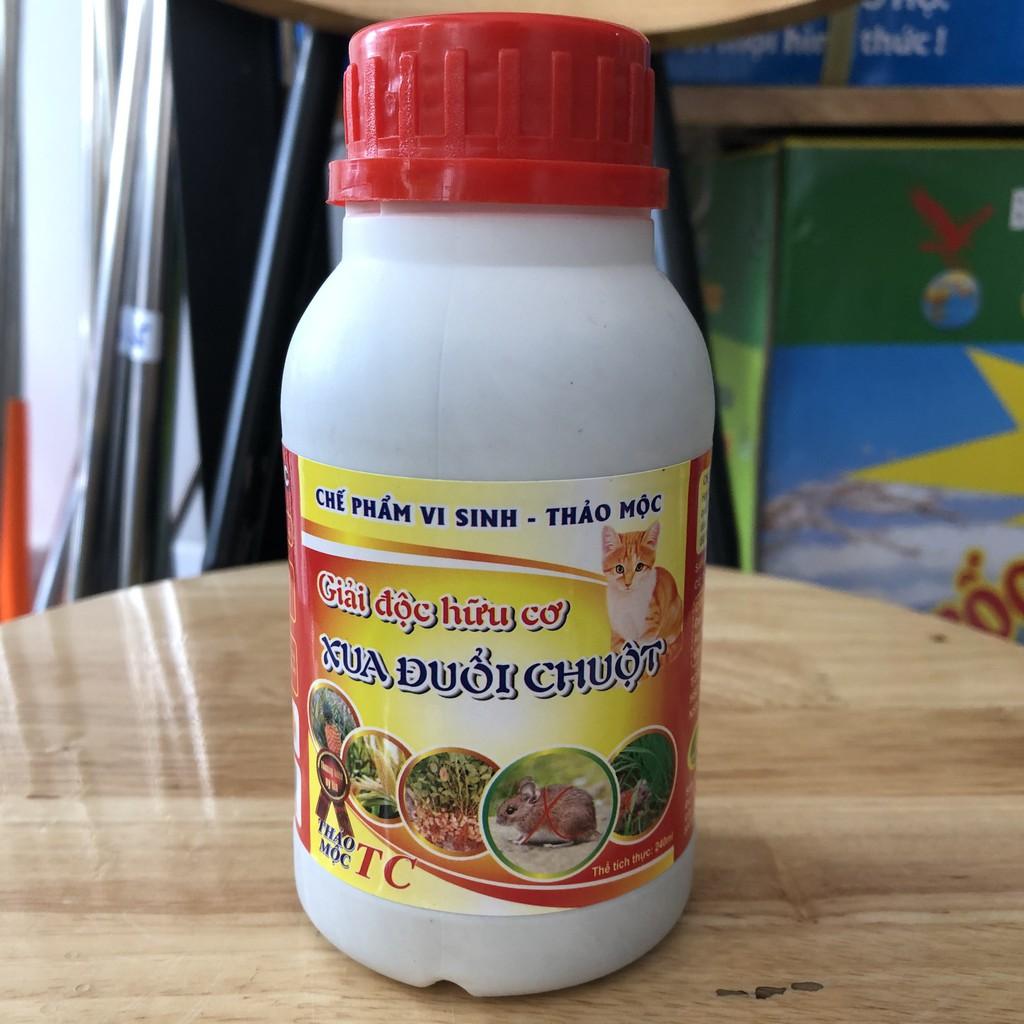 thức !
CHẾ PHẨM VI SINH - THẢO MỘC
Giải độc hữu cơ
XUA ĐUỔI CHUỘT
THẢO
MỘC TC
Thể tích thực: 240ml